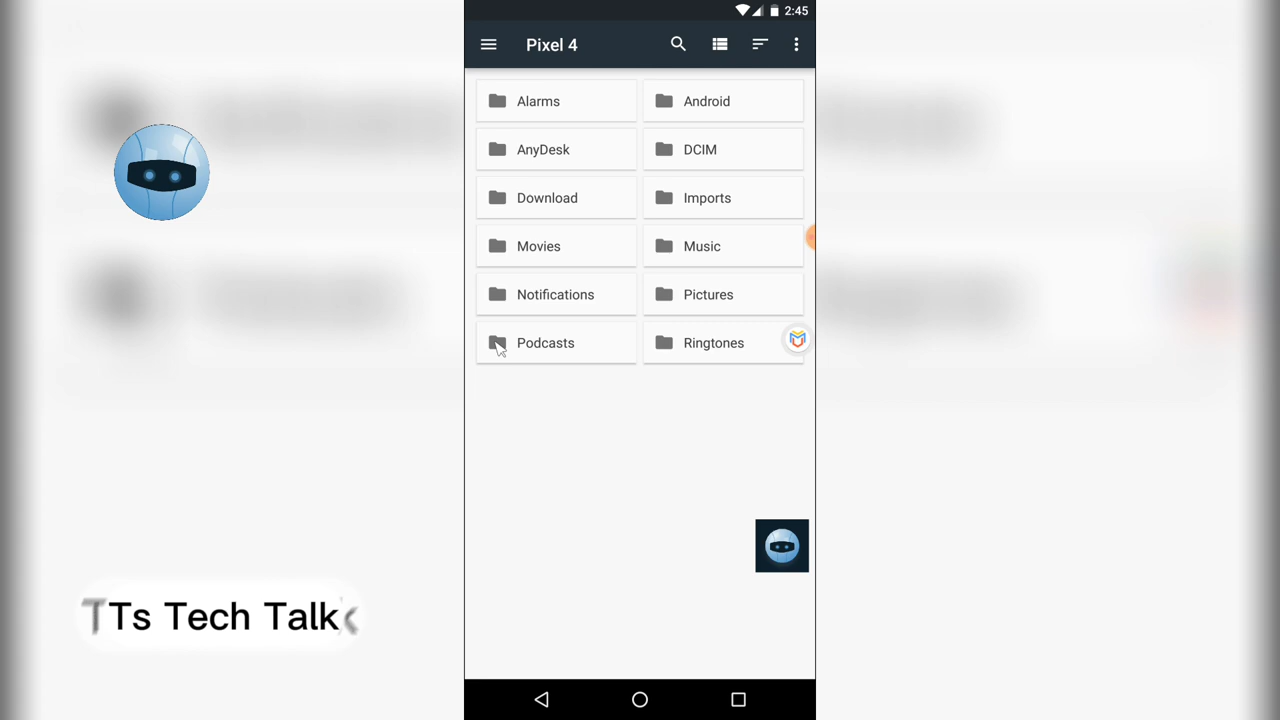 2:45
Pixel 4
Alarms
Android
AnyDesk
DCIM
Download
Imports
Movies
Music
Notifications
Pictures
Podcasts
Ringtones
TTs Tech Talk